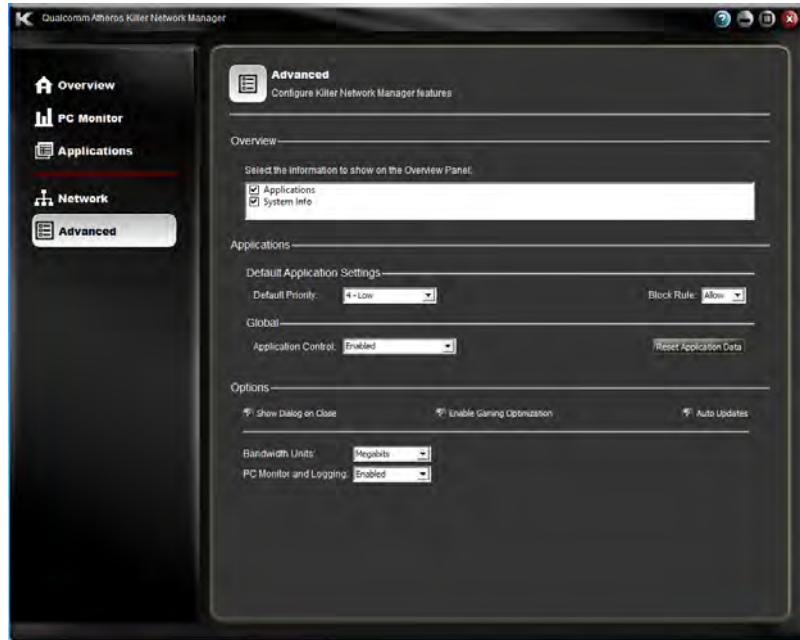 Qualcomm Atheros Killer Network Manager
Overview
PC Monitor
Applications
Network
Advanced
Advanced
Configure Killer Network Manager features
Overview
Select the information to show on the Overview Panel:
Applications
System Info
Applications
Default Application Settings
Default Priority: 4 - Low Block Rule: Allow
Global
Application Control: Enabled Reset Application Data
Options
Show Dialog on Close Enable Gaming Optimization Auto Updates
Bandwidth Units: Megabits
PC Monitor and Logging: Enabled